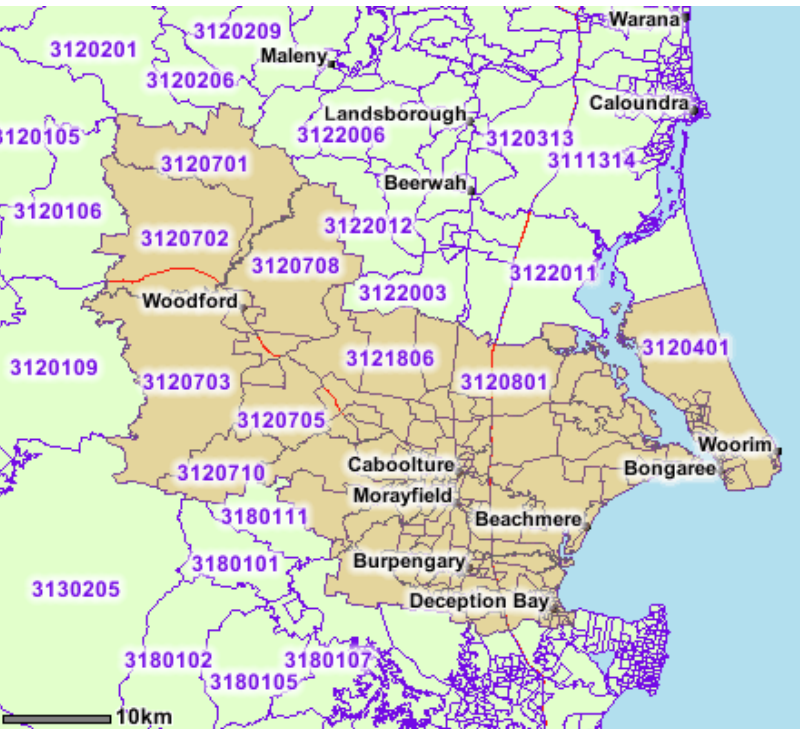 Warana
3120209
3120201
Maleny
3120206
Caloundra
Landsborough
3120105
3122006
3120313
3111314
3120701
Beerwah
3120106
3122012
3120702
3120708
3122011
3122003
Woodford
3121806
3120401
3120109
3120703
3120801
3120705
Woorim
Caboolture
Bongaree
3120710
Morayfield
3180111
Beachmere
3180101
Burpengary
3130205
Deception Bay
3180102
3180107
3180105
10km